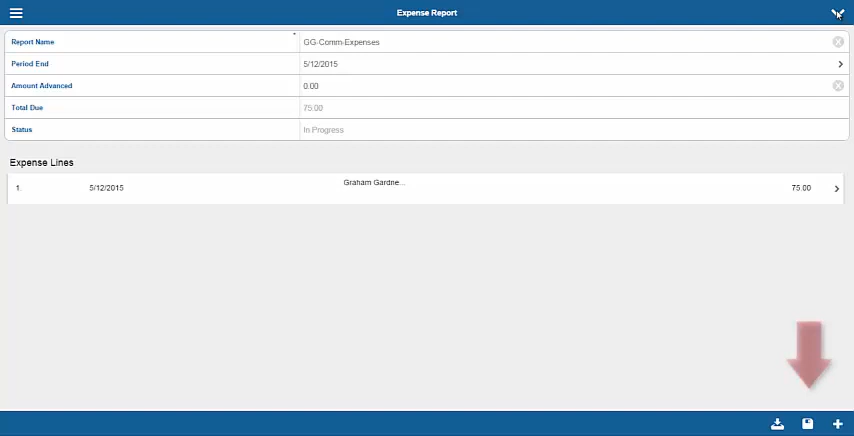 Expense Report
Report Name * GG-Comm-Expenses
Period End 5/12/2015
Amount Advanced 0.00
Total Due 75.00
Status In Progress
Expense Lines
1 5/12/2015 Graham Gardne... 75.00